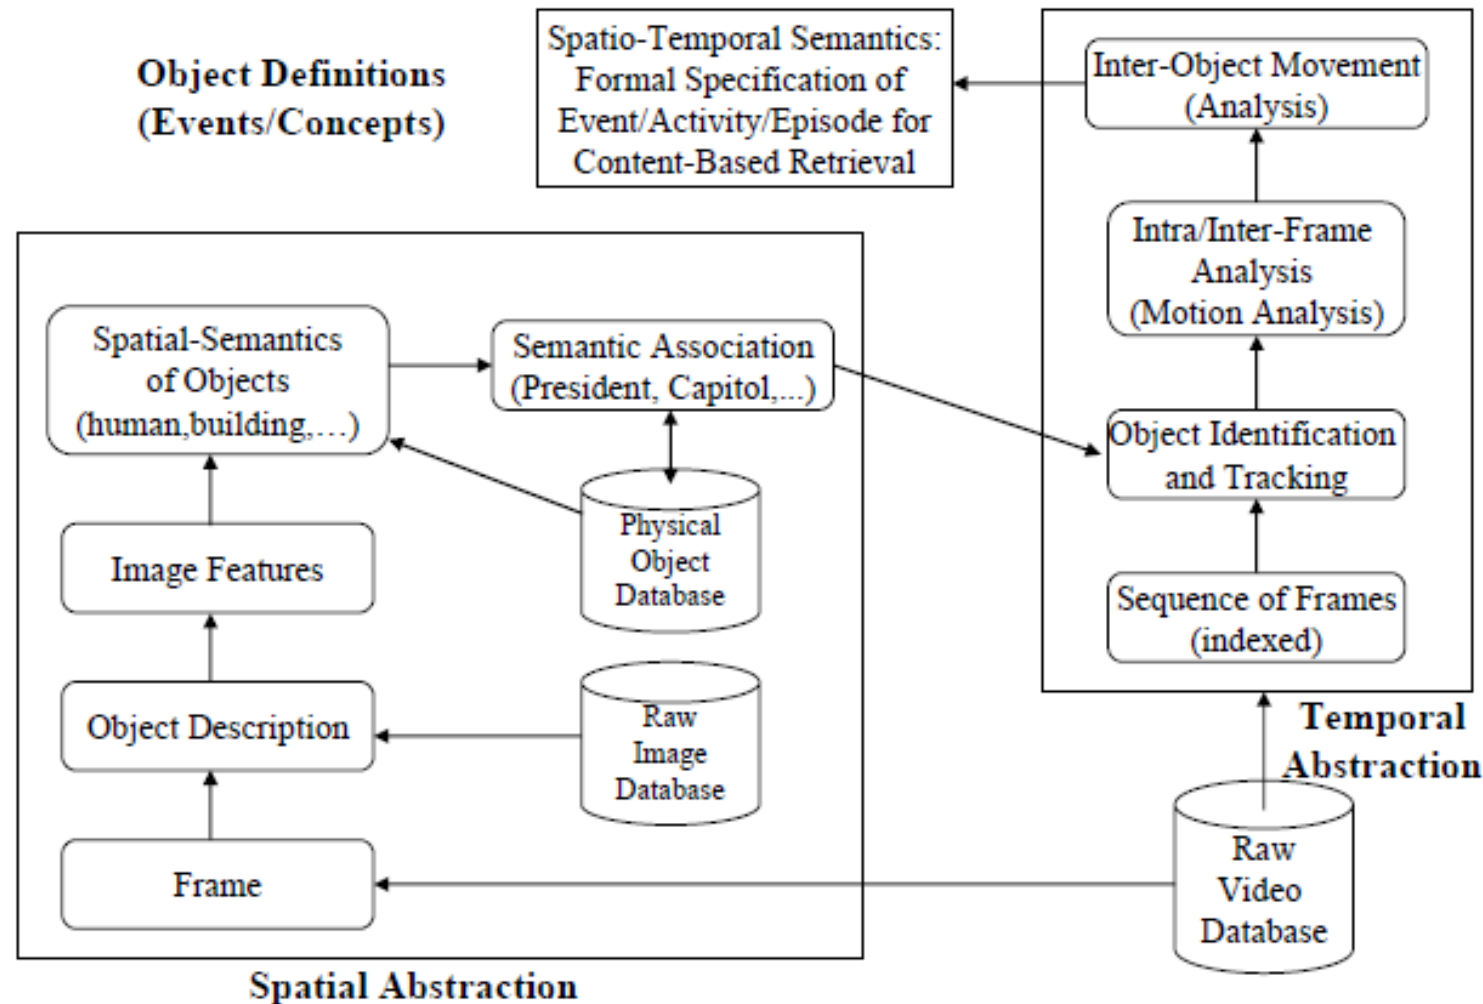 Object Definitions
(Events/Concepts)
Spatio-Temporal Semantics:
Formal Specification of
Event/Activity/Episode for
Content-Based Retrieval
Inter-Object Movement
(Analysis)
Intra/Inter-Frame
Analysis
(Motion Analysis)
Object Identification
and Tracking
Sequence of Frames
(indexed)
Temporal
Abstraction
Spatial-Semantics
of Objects
(human,building,...)
Semantic Association
(President, Capitol,...)
Physical
Object
Database
Image Features
Object Description
Raw
Image
Database
Frame
Raw
Video
Database
Spatial Abstraction